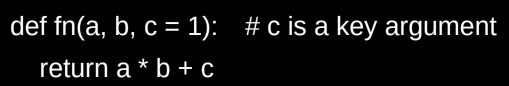 def fn(a, b, c = 1):    # c is a key argument
    return a * b + c